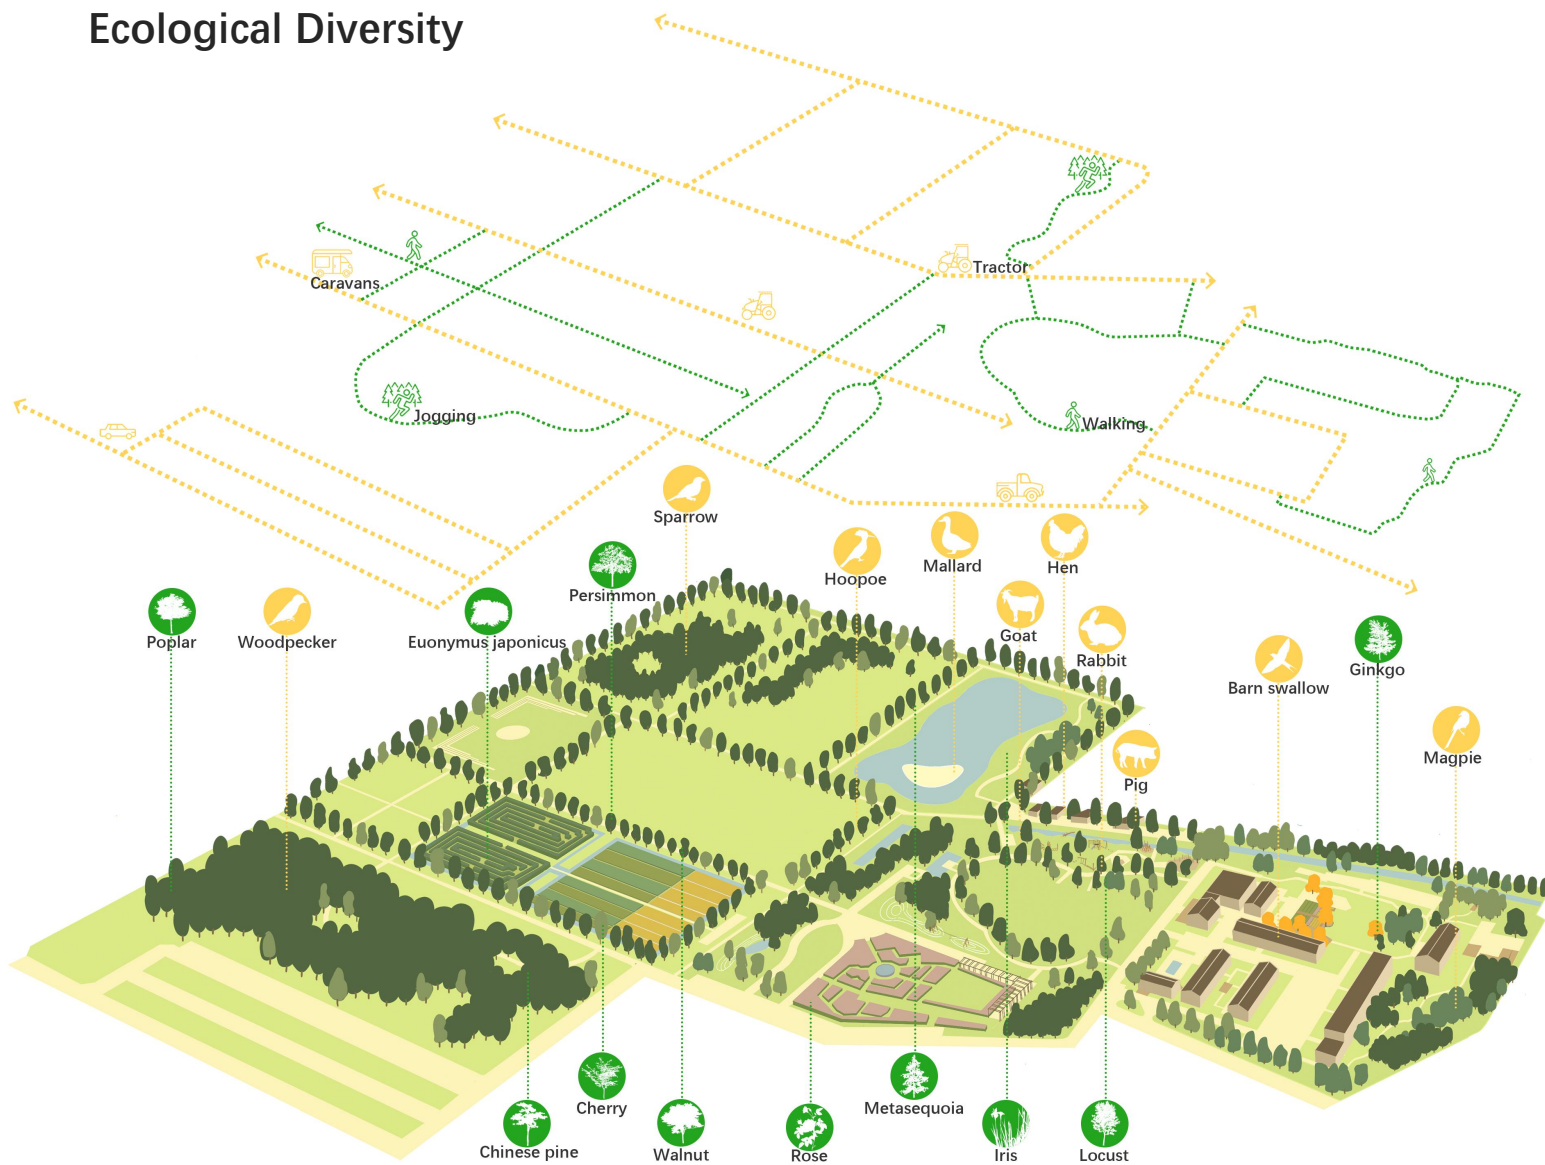 Ecological Diversity
Tractor
Caravans
Jogging
Walking
Sparrow
Mallard
Hen
Hoopoe
Persimmon
Goat
Poplar
Woodpecker
Euonymus japonicus
Rabbit
Ginkgo
Barn swallow
Magpie
Pig
Cherry
Metasequoia
Chinese pine
Walnut
Rose
Iris
Locust